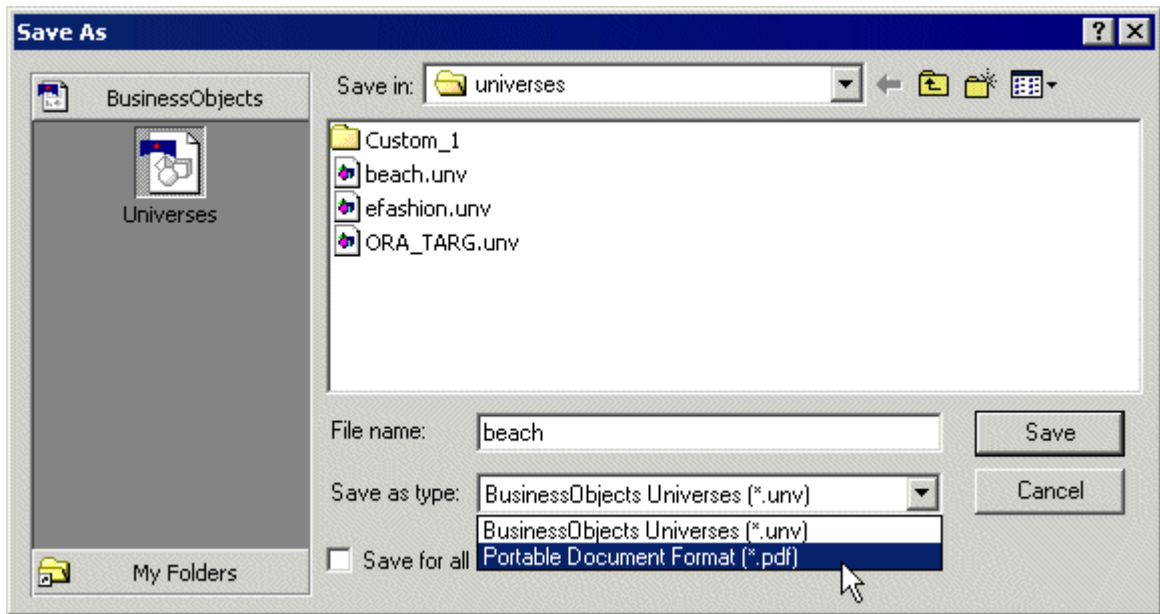 Save As
BusinessObjects
Universes
My Folders
Save in: universes
Custom_1
beach.unv
efashion.unv
ORA_TARG.unv
File name: beach
Save
Save as type: BusinessObjects Universes (*.unv)
Cancel
BusinessObjects Universes (*.unv)
Portable Document Format (*.pdf)
Save for all